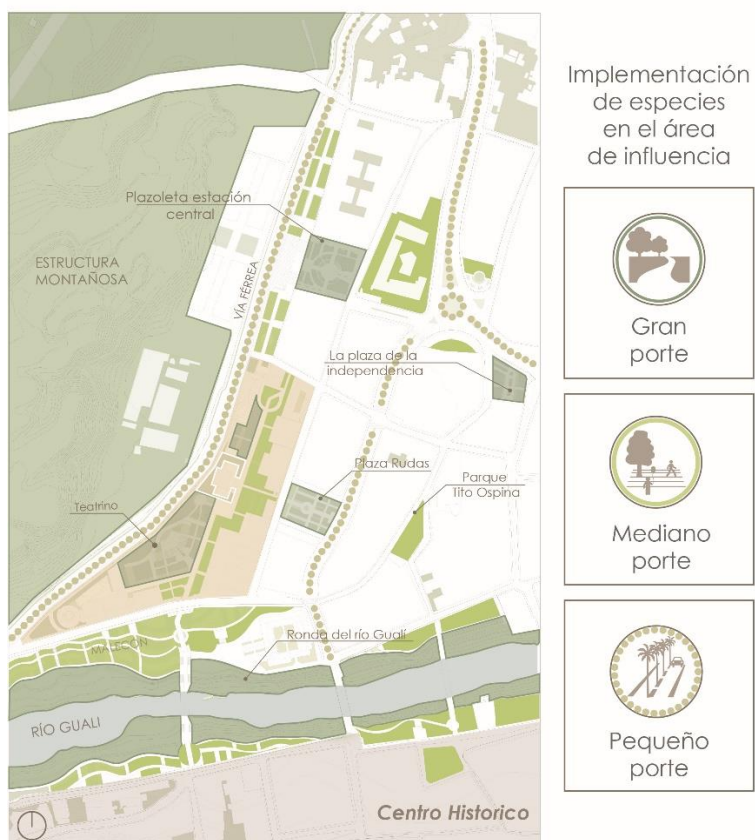 Implementación
de especies
en el área
de influencia
Gran
porte
Mediano
porte
Pequeño
porte
Plazoleta estación
central
ESTRUCTURA
MONTAÑOSA
VÍA FÉRREA
La plaza de la
independencia
Plaza Rudas
Parque
Tito Ospina
Teatrino
MALECÓN
Ronda del río Gualí
RÍO GUALI
Centro Historico